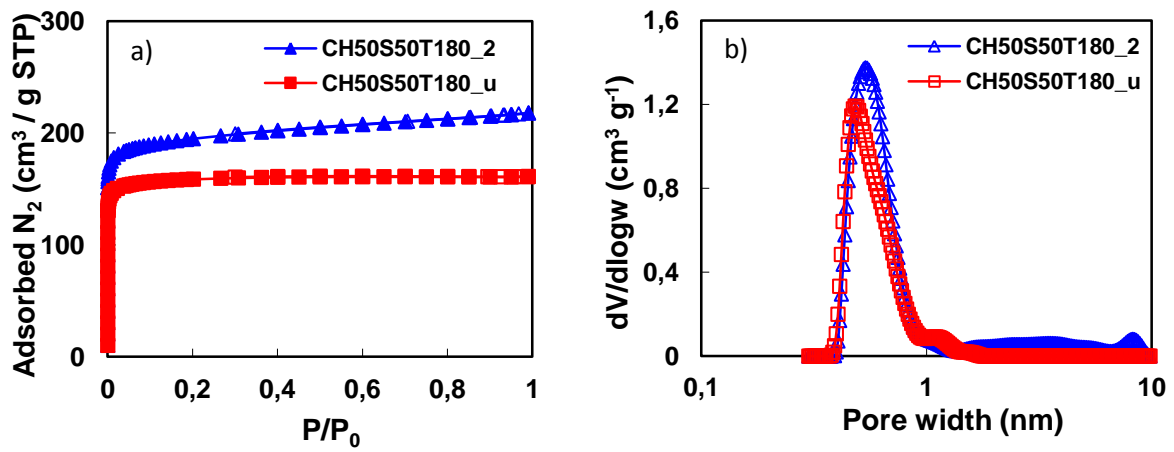 a)
CH50S50T180_2
CH50S50T180_u
Adsorbed N2 (cm3 / g STP)
300
200
100
0
0 0,2 0,4 0,6 0,8 1
P/P0
b)
CH50S50T180_2
CH50S50T180_u
dV/dlogw (cm3 g-1)
1,6
1,2
0,8
0,4
0
0,1 1 10
Pore width (nm)